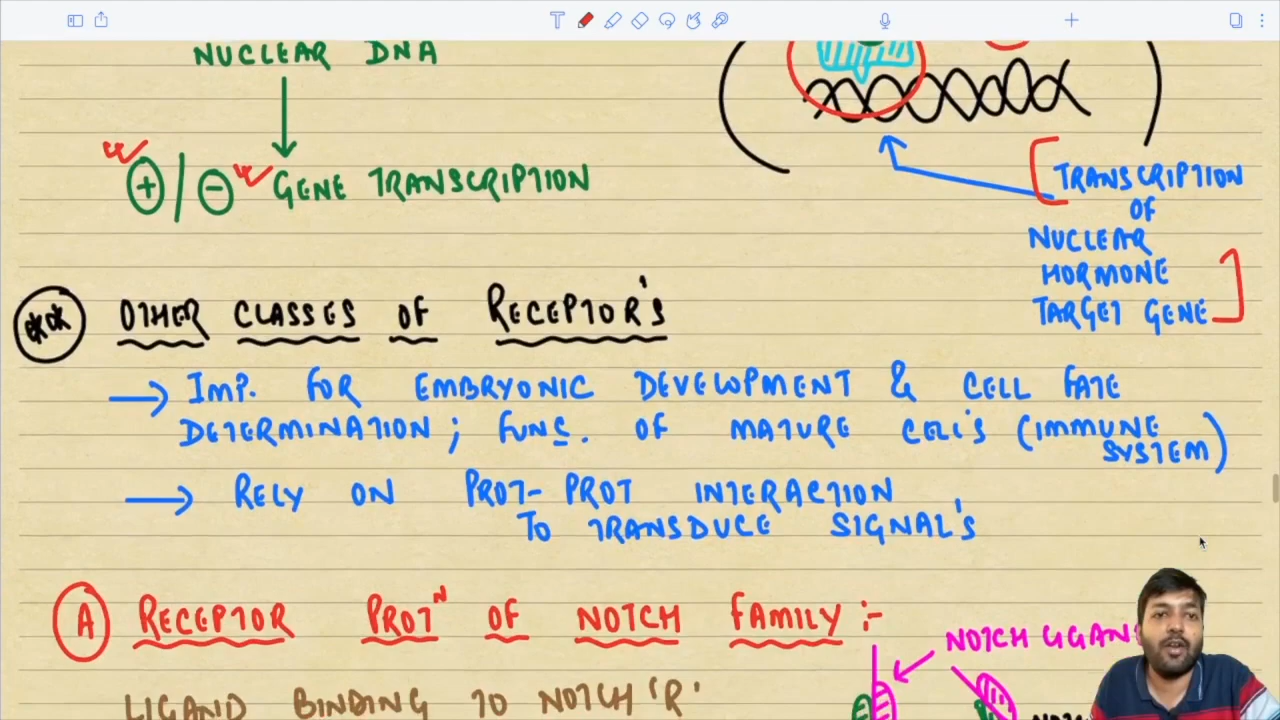 NUCLEAR DNA
+ / - GENE TRANSCRIPTION
TRANSCRIPTION
OF
NUCLEAR
HORMONE
TARGET GENE
OTHER CLASSES OF RECEPTOR'S
→ IMP. FOR EMBRYONIC DEVELOPMENT & CELL FATE
DETERMINATION; FUNC. OF MATURE CELL'S (IMMUNE
SYSTEM)
→ RELY ON PROT-PROT INTERACTION
TO TRANSDUCE SIGNAL'S
A RECEPTOR PROTN OF NOTCH FAMILY :-
NOTCH LIGAN
LIGAND BINDING TO NOTCH 'R'